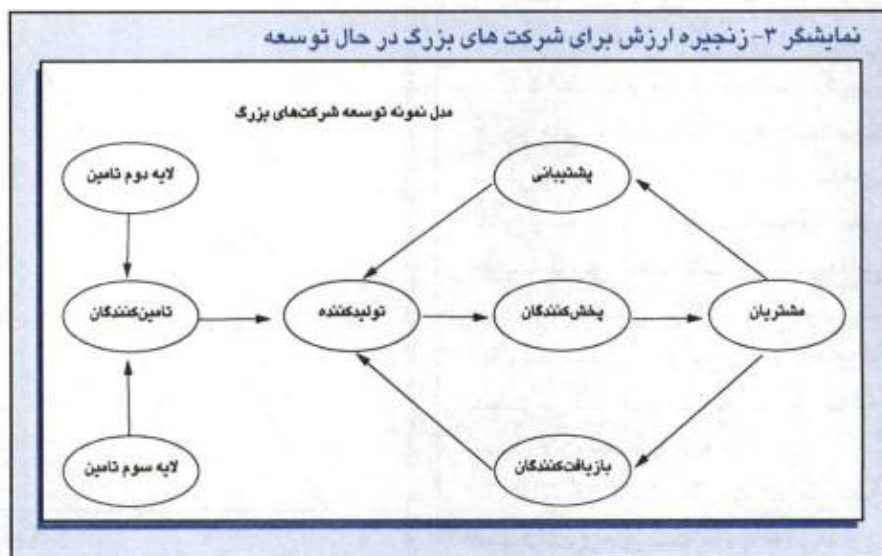 نمایشگر ۳- زنجیره ارزش برای شرکت های بزرگ در حال توسعه
مدل نمونه توسعه شرکت‌های بزرگ
پشتیبانی
لایه دوم تامین
مشتریان
پخش‌کنندگان
تولیدکننده
تامین‌کنندگان
بازیافت‌کنندگان
لایه سوم تامین